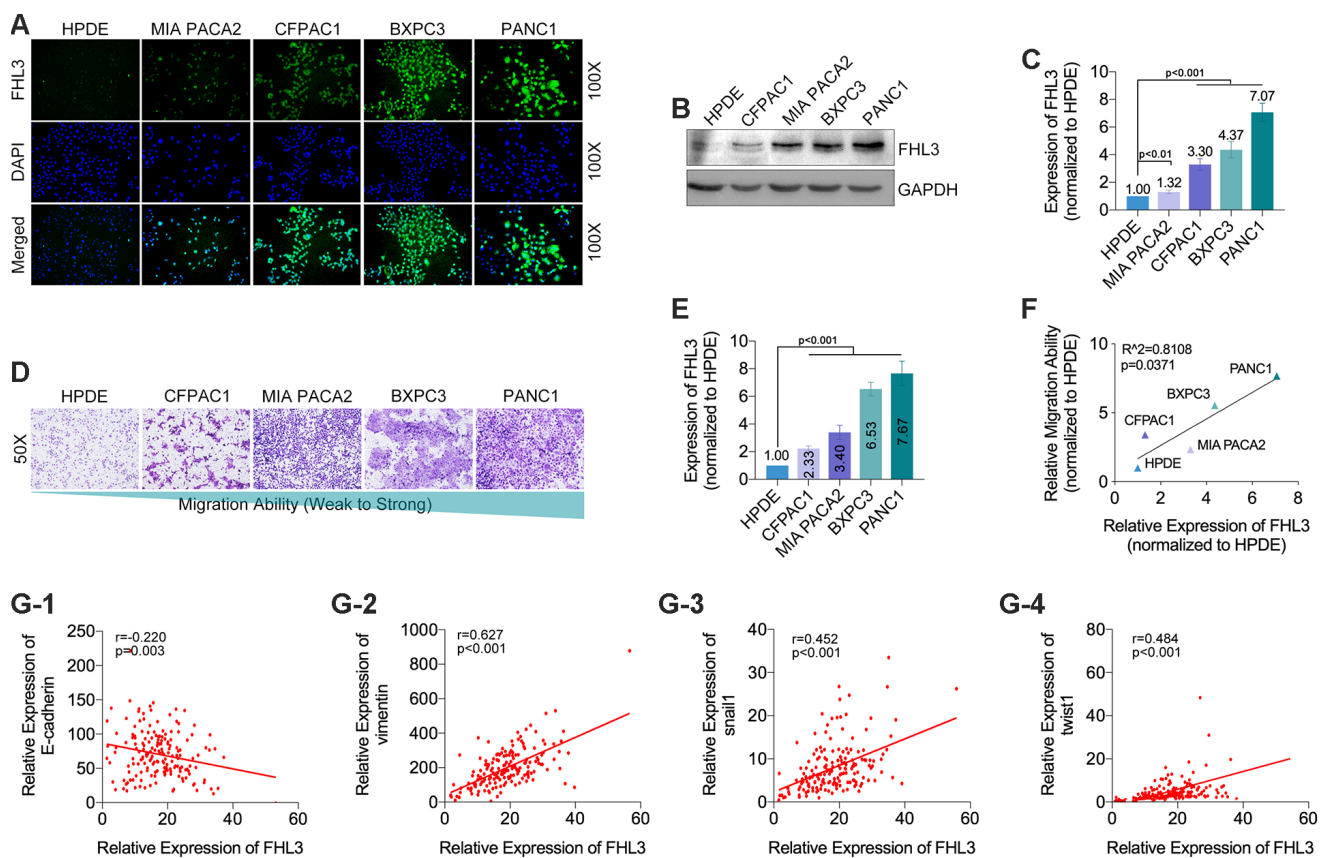 A
HPDE MIA PACA2 CFPAC1 BXPC3 PANC1
FHL3
100X
DAPI
100X
Merged
100X
B
HPDE
CFPAC1
MIA PACA2
BXPC3
PANC1
FHL3
GAPDH
C
Expression of FHL3
(normalized to HPDE)
10
8
6
4
2
0
p<0.001
p<0.01
1.00
1.32
3.30
4.37
7.07
HPDE
MIA PACA2
CFPAC1
BXPC3
PANC1
D
HPDE CFPAC1 MIA PACA2 BXPC3 PANC1
50X
Migration Ability (Weak to Strong)
E
Expression of FHL3
(normalized to HPDE)
10
8
6
4
2
0
p<0.001
1.00
2.33
3.40
6.53
7.67
HPDE
CFPAC1
MIA PACA2
BXPC3
PANC1
F
Relative Migration Ability
(normalized to HPDE)
10
5
0
R^2=0.8108
p=0.0371
PANC1
BXPC3
CFPAC1
MIA PACA2
HPDE
0 2 4 6 8
Relative Expression of FHL3
(normalized to HPDE)
G-1
Relative Expression of
E-cadherin
250
200
150
100
50
0
r=-0.220
p=0.003
0 20 40 60
Relative Expression of FHL3
G-2
Relative Expression of
vimentin
1000
800
600
400
200
0
r=0.627
p<0.001
0 20 40 60
Relative Expression of FHL3
G-3
Relative Expression of
snail1
40
30
20
10
0
r=0.452
p<0.001
0 20 40 60
Relative Expression of FHL3
G-4
Relative Expression of
twist1
80
60
40
20
0
r=0.484
p<0.001
0 20 40 60
Relative Expression of FHL3